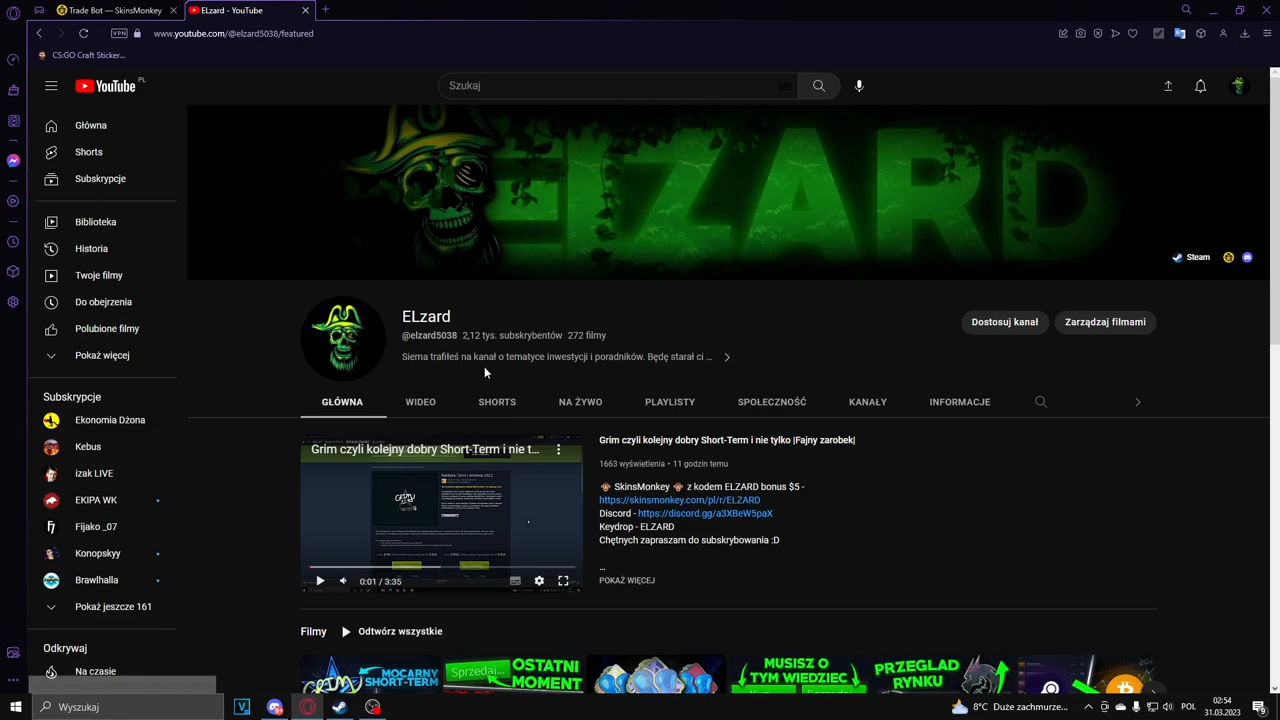 Trade Bot — SkinsMonkey
ELzard - YouTube
VPN
www.youtube.com/@elzard5038/featured
CS:GO Craft Sticker...
YouTube PL
Szukaj
Główna
Shorts
Subskrypcje
Biblioteka
Historia
Twoje filmy
Do obejrzenia
Polubione filmy
Pokaż więcej
Subskrypcje
Ekonomia Dżona
Kebus
izak LIVE
EKIPA WK
Fijako _07
Konopskyy
Brawlhalla
Pokaż jeszcze 161
Odkrywaj
Na czasie
ELZARD
Steam
ELzard
@elzard5038 2,12 tys. subskrybentów 272 filmy
Siema trafiłeś na kanał o tematyce inwestycji i poradników. Będę starał ci ...
Dostosuj kanał
Zarządzaj filmami
GŁÓWNA
WIDEO
SHORTS
NA ŻYWO
PLAYLISTY
SPOŁECZNOŚĆ
KANAŁY
INFORMACJE
Grim czyli kolejny dobry Short-Term i nie t...
0:01 / 3:35
Grim czyli kolejny dobry Short-Term i nie tylko |Fajny zarobek|
1663 wyświetlenia • 11 godzin temu
SkinsMonkey z kodem ELZARD bonus $5 -
https://skinsmonkey.com/pl/r/ELZARD
Discord - https://discord.gg/a3XBeW5paX
Keydrop - ELZARD
Chętnych zapraszam do subskrybowania :D
...
POKAŻ WIĘCEJ
Filmy
Odtwórz wszystkie
MOCARNY
SHORT-TERM
Sprzedaj...
OSTATNI
MOMENT
MUSISZ O
TYM WIEDZIEC
PRZEGLAD
RYNKU
Wyszukaj
8°C Duże zachmurze...
POL
02:54
31.03.2023